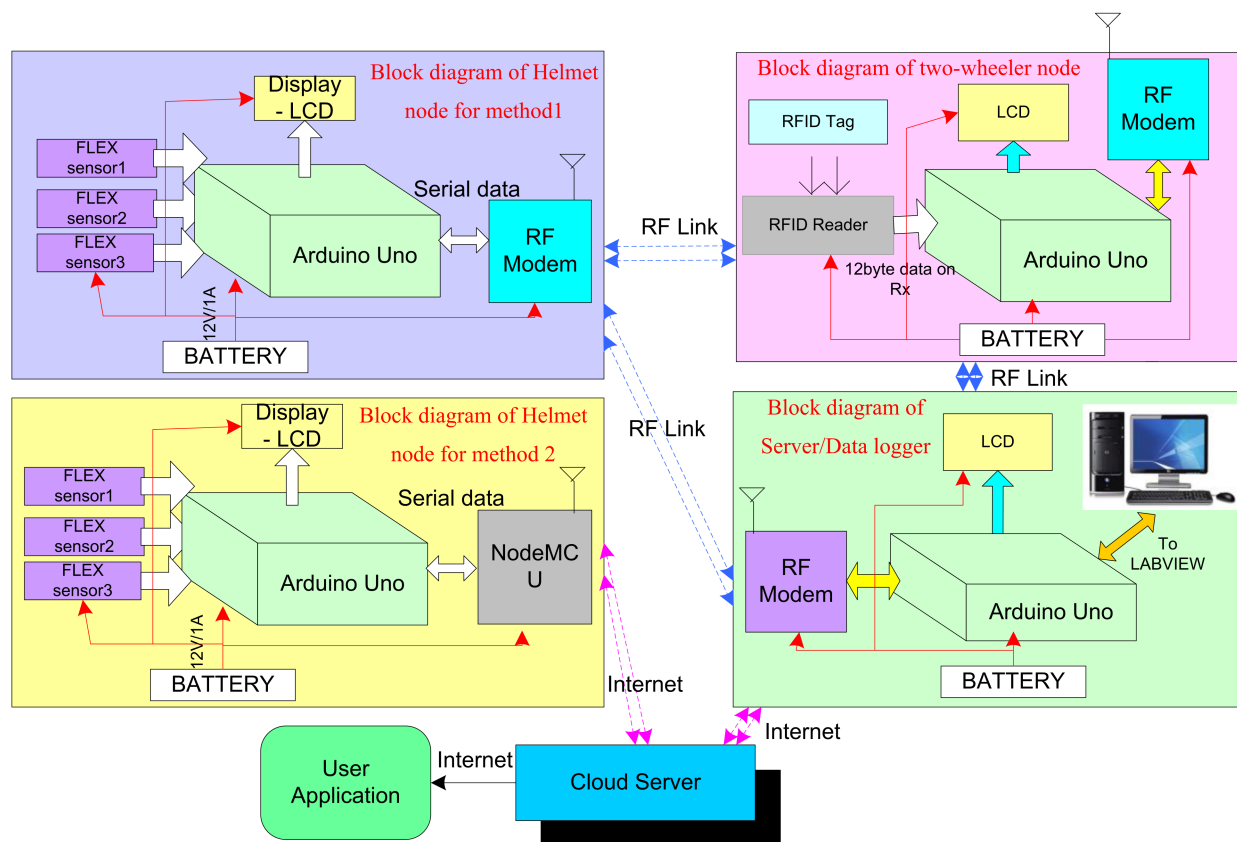 Block diagram of Helmet
node for method1
Display
- LCD
FLEX
sensor1
FLEX
sensor2
FLEX
sensor3
Arduino Uno
Serial data
RF
Modem
12V/1A
BATTERY
RF Link
Block diagram of two-wheeler node
RFID Tag
LCD
RF
Modem
RFID Reader
12byte data on
Rx
Arduino Uno
BATTERY
RF Link
RF Link
Block diagram of Helmet
node for method 2
Display
- LCD
FLEX
sensor1
FLEX
sensor2
FLEX
sensor3
Arduino Uno
Serial data
NodeMC
U
12V/1A
BATTERY
Internet
Block diagram of
Server/Data logger
LCD
To
LABVIEW
RF
Modem
Arduino Uno
BATTERY
Internet
User
Application
Internet
Cloud Server